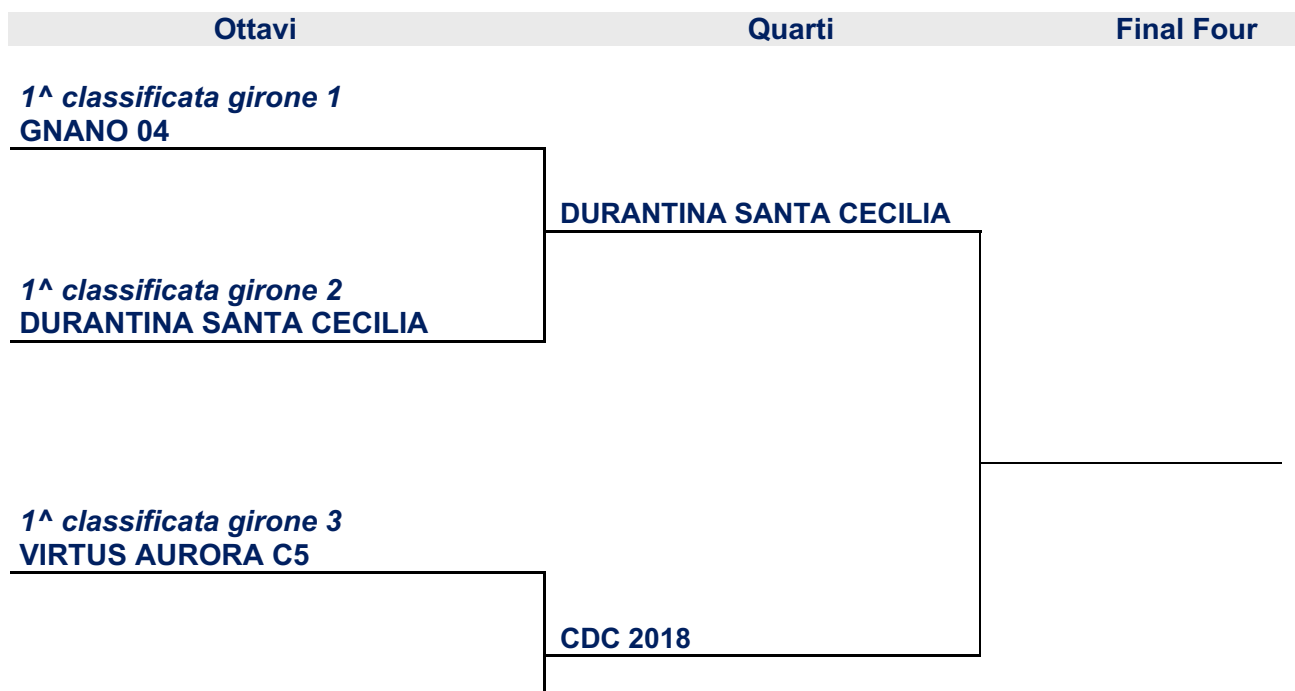 Ottavi Quarti Final Four
1^ classificata girone 1
GNANO 04
DURANTINA SANTA CECILIA
1^ classificata girone 2
DURANTINA SANTA CECILIA
1^ classificata girone 3
VIRTUS AURORA C5
CDC 2018